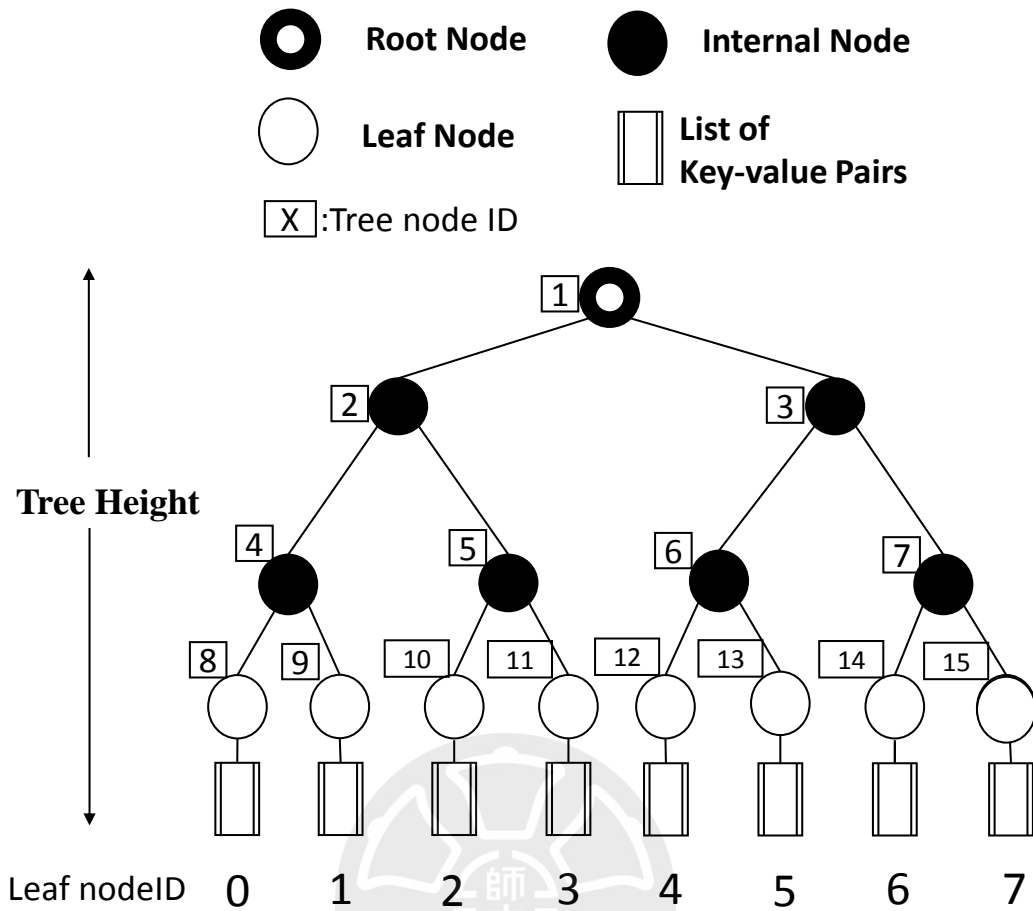 Root Node
Internal Node
Leaf Node
List of
Key-value Pairs
X :Tree node ID
1
2
3
Tree Height
4
5
6
7
8
9
10
11
12
13
14
15
師
Leaf nodeID 0 1 2 3 4 5 6 7